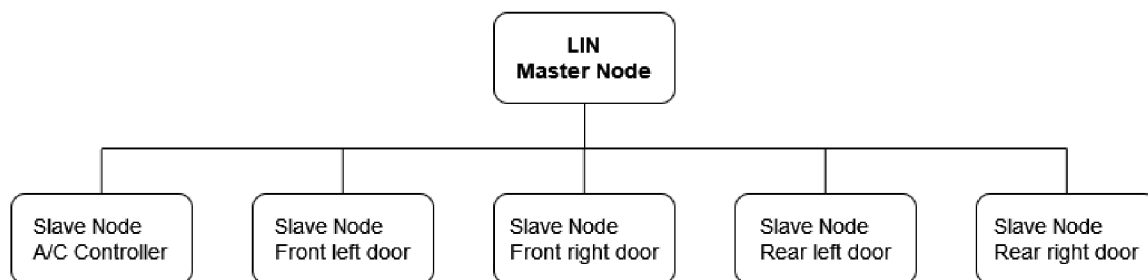 LIN
Master Node
Slave Node
A/C Controller
Slave Node
Front left door
Slave Node
Front right door
Slave Node
Rear left door
Slave Node
Rear right door